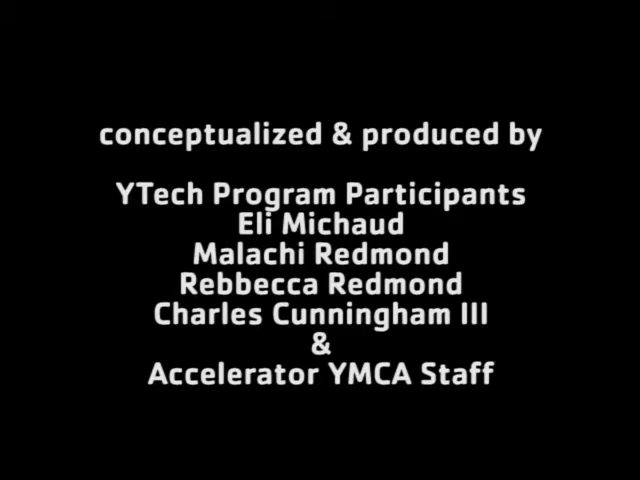 conceptualized & produced by
YTech Program Participants
Eli Michaud
Malachi Redmond
Rebbecca Redmond
Charles Cunningham III
&
Accelerator YMCA Staff